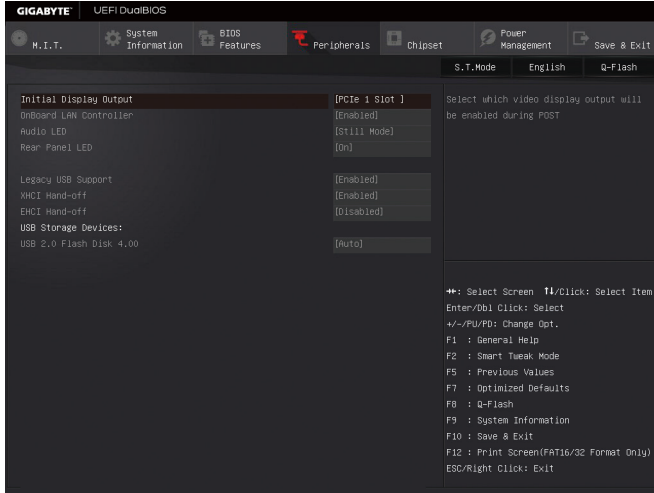 GIGABYTE™ UEFI DualBIOS
M.I.T. System Information BIOS Features Peripherals Chipset Power Management Save & Exit
S.T.Mode English Q-Flash
Initial Display Output [PCIe 1 Slot ]
OnBoard LAN Controller [Enabled]
Audio LED [Still Mode]
Rear Panel LED [On]
Legacy USB Support [Enabled]
XHCI Hand-off [Enabled]
EHCI Hand-off [Disabled]
USB Storage Devices:
USB 2.0 Flash Disk 4.00 [Auto]
Select which video display output will
be enabled during POST
→←: Select Screen ↑↓/Click: Select Item
Enter/Dbl Click: Select
+/-/PU/PD: Change Opt.
F1 : General Help
F2 : Smart Tweak Mode
F5 : Previous Values
F7 : Optimized Defaults
F8 : Q-Flash
F9 : System Information
F10 : Save & Exit
F12 : Print Screen(FAT16/32 Format Only)
ESC/Right Click: Exit